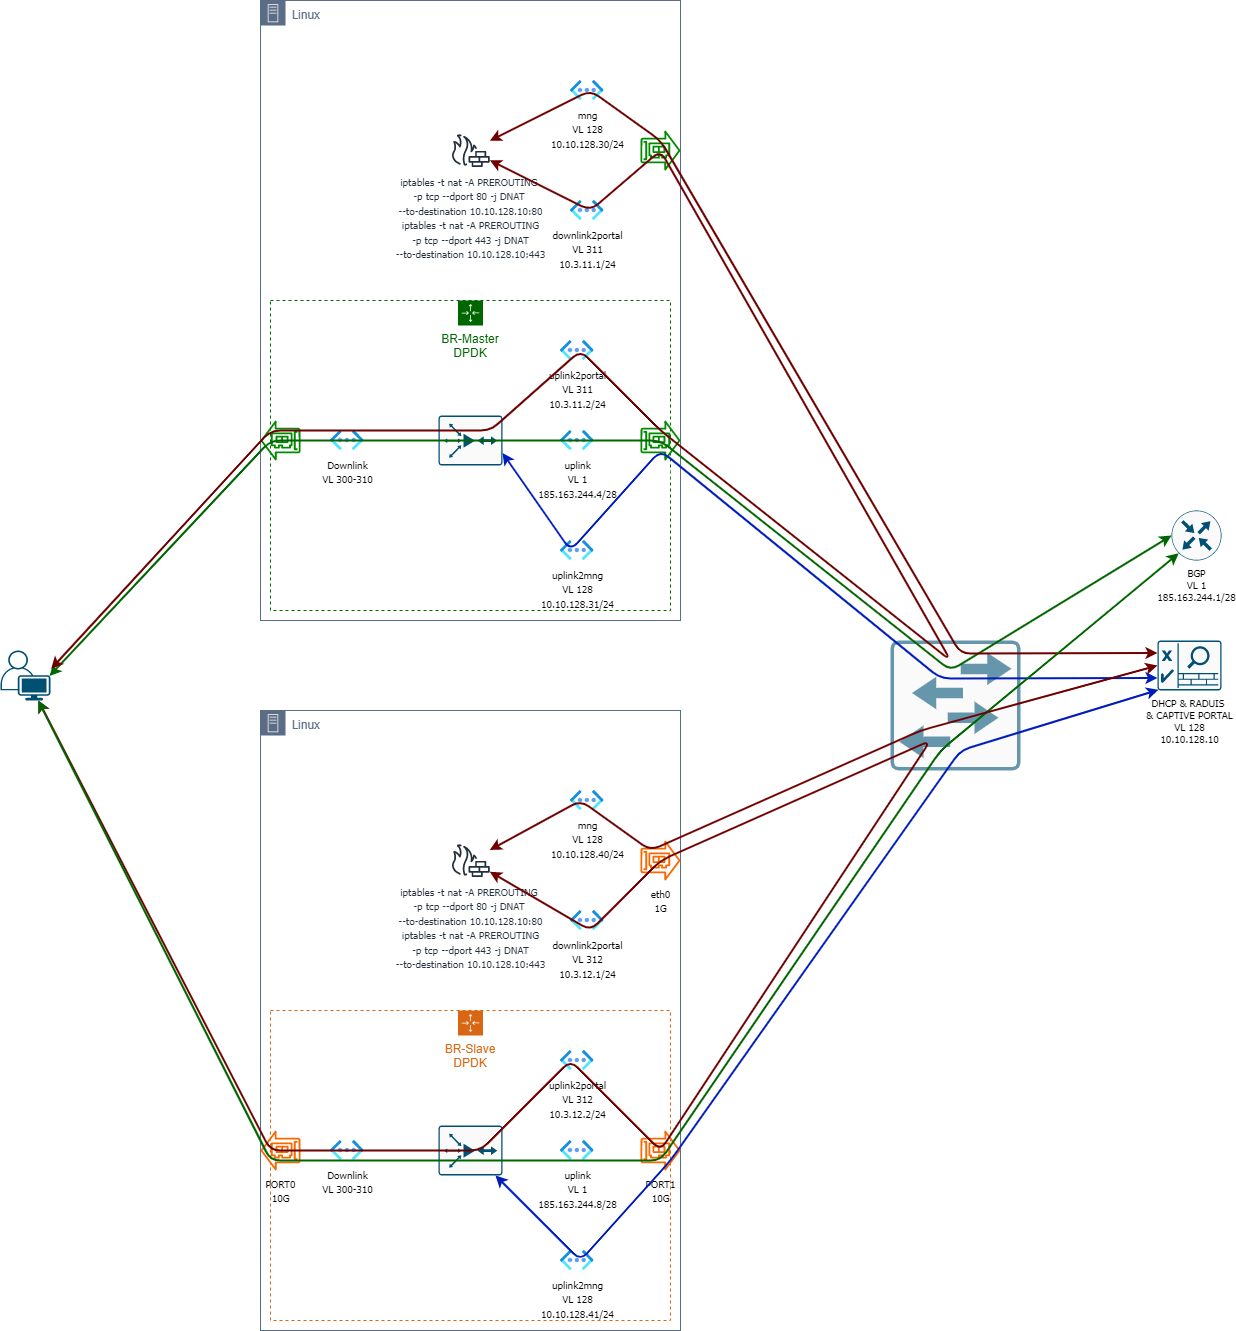 Linux
mng
VL 128
10.10.128.30/24
iptables -t nat -A PREROUTING
-p tcp --dport 80 -j DNAT
--to-destination 10.10.128.10:80
iptables -t nat -A PREROUTING
-p tcp --dport 443 -j DNAT
--to-destination 10.10.128.10:443
downlink2portal
VL 311
10.3.11.1/24
BR-Master
DPDK
uplink2portal
VL 311
10.3.11.2/24
Downlink
VL 300-310
uplink
VL 1
185.163.244.4/28
uplink2mng
VL 128
10.10.128.31/24
BGP
VL 1
185.163.244.1/28
X
DHCP & RADUIS
& CAPTIVE PORTAL
VL 128
10.10.128.10
Linux
mng
VL 128
10.10.128.40/24
iptables -t nat -A PREROUTING
-p tcp --dport 80 -j DNAT
--to-destination 10.10.128.10:80
iptables -t nat -A PREROUTING
-p tcp --dport 443 -j DNAT
--to-destination 10.10.128.10:443
eth0
1G
downlink2portal
VL 312
10.3.12.1/24
BR-Slave
DPDK
uplink2portal
VL 312
10.3.12.2/24
PORT0
10G
Downlink
VL 300-310
uplink
VL 1
185.163.244.8/28
PORT1
10G
uplink2mng
VL 128
10.10.128.41/24